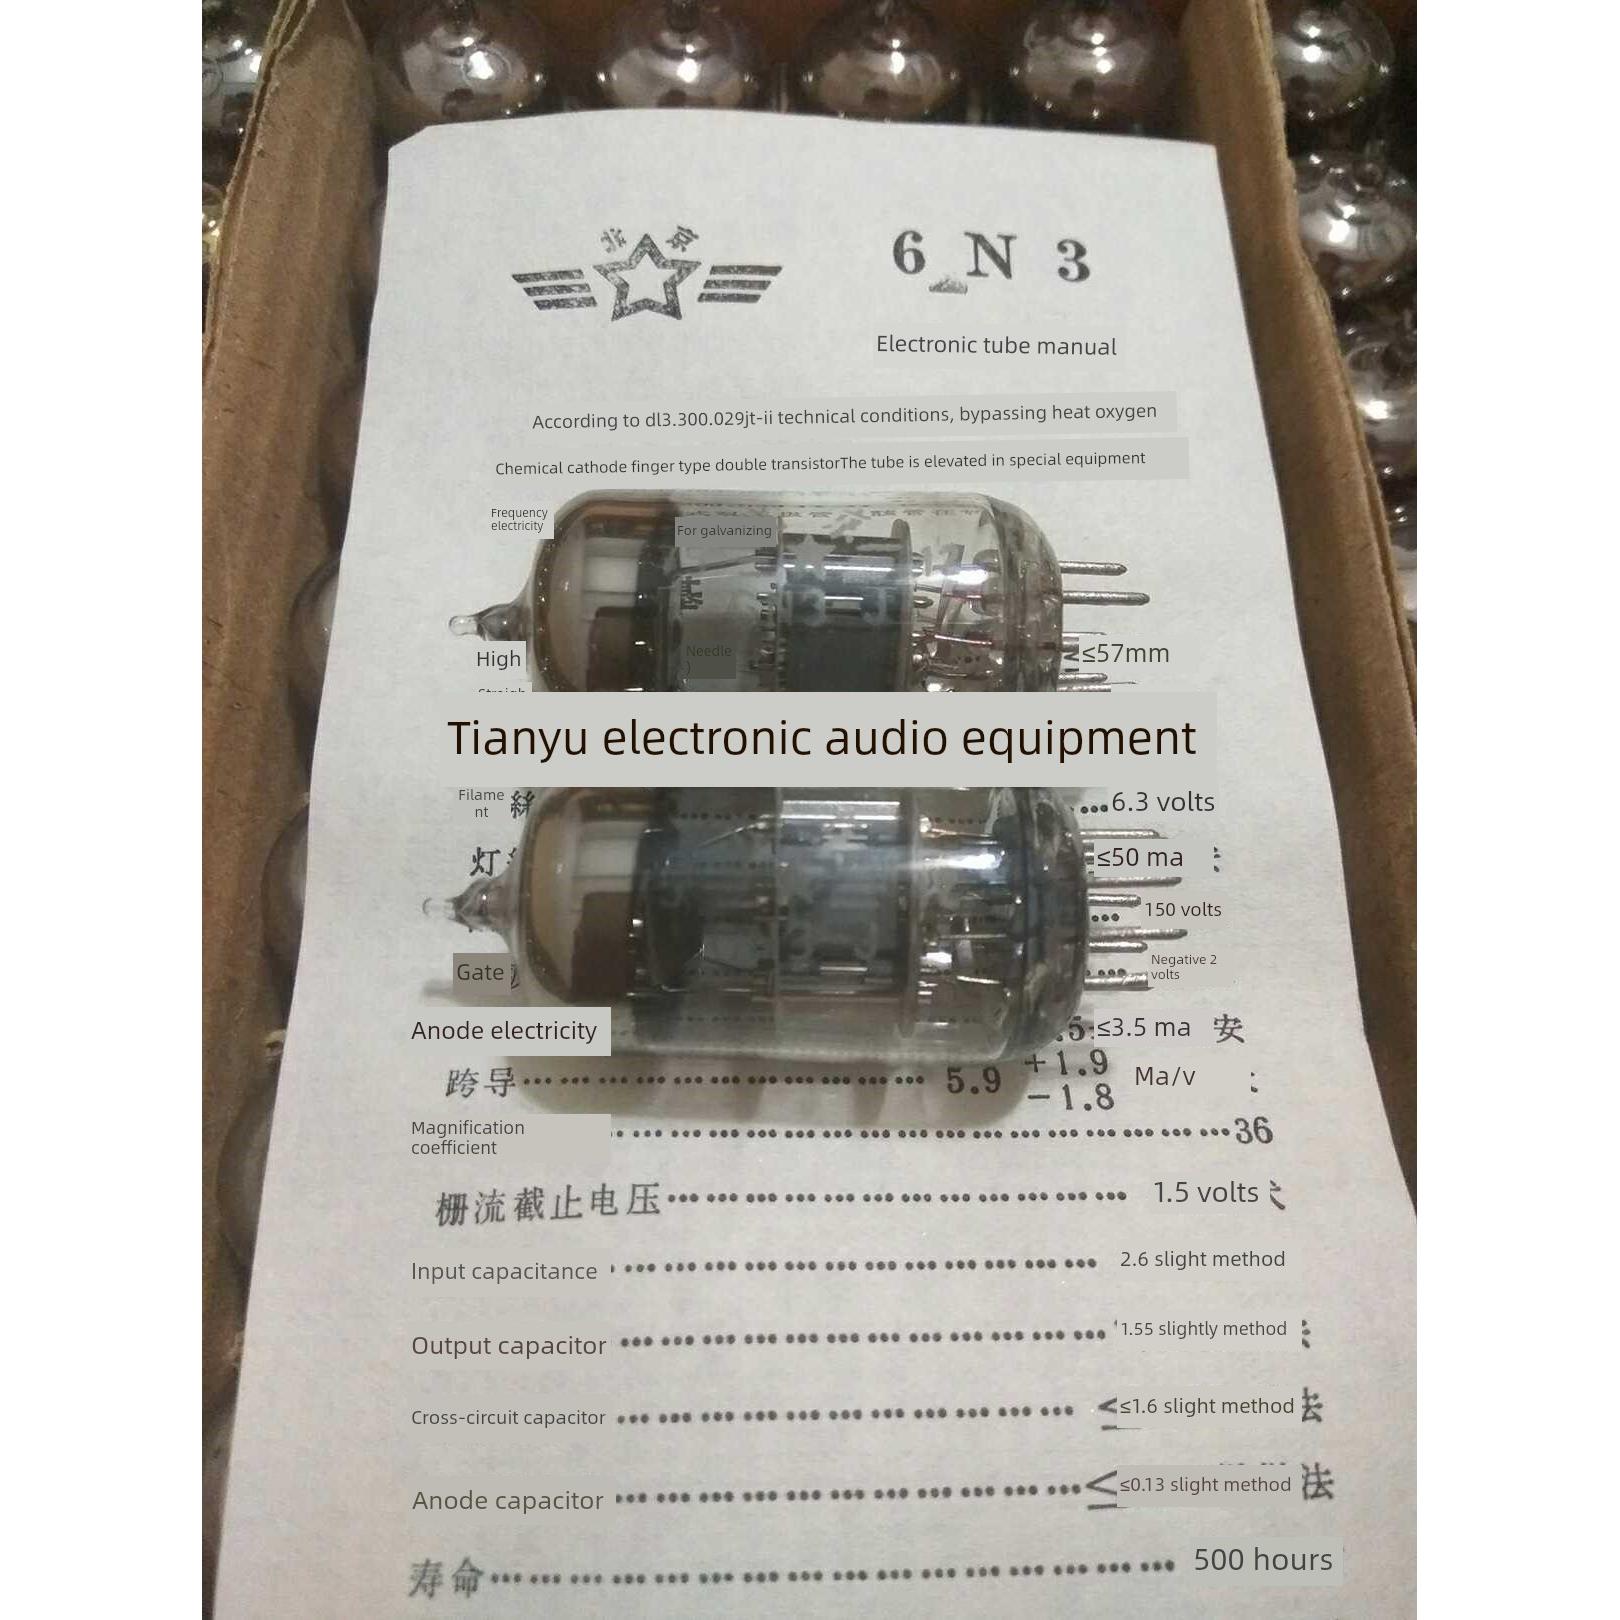 北京
6 N 3
Electronic tube manual
According to dl3.300.029jt-ii technical conditions, bypassing heat oxygen
Chemical cathode finger type double transistorThe tube is elevated in special equipment
Frequency electricity
For galvanizing
High
Needle )
≤57mm
Tianyu electronic audio equipment
Filament
6.3 volts
灯
≤50 ma
150 volts
Gate
Negative 2 volts
Anode electricity
≤3.5 ma 安
跨导 5.9 +1.9 −1.8 Ma/v
Magnification coefficient 36
栅流截止电压 1.5 volts
Input capacitance 2.6 slight method
Output capacitor 1.55 slightly method
Cross-circuit capacitor ≤1.6 slight method 法
Anode capacitor ≤0.13 slight method 法
寿命 500 hours